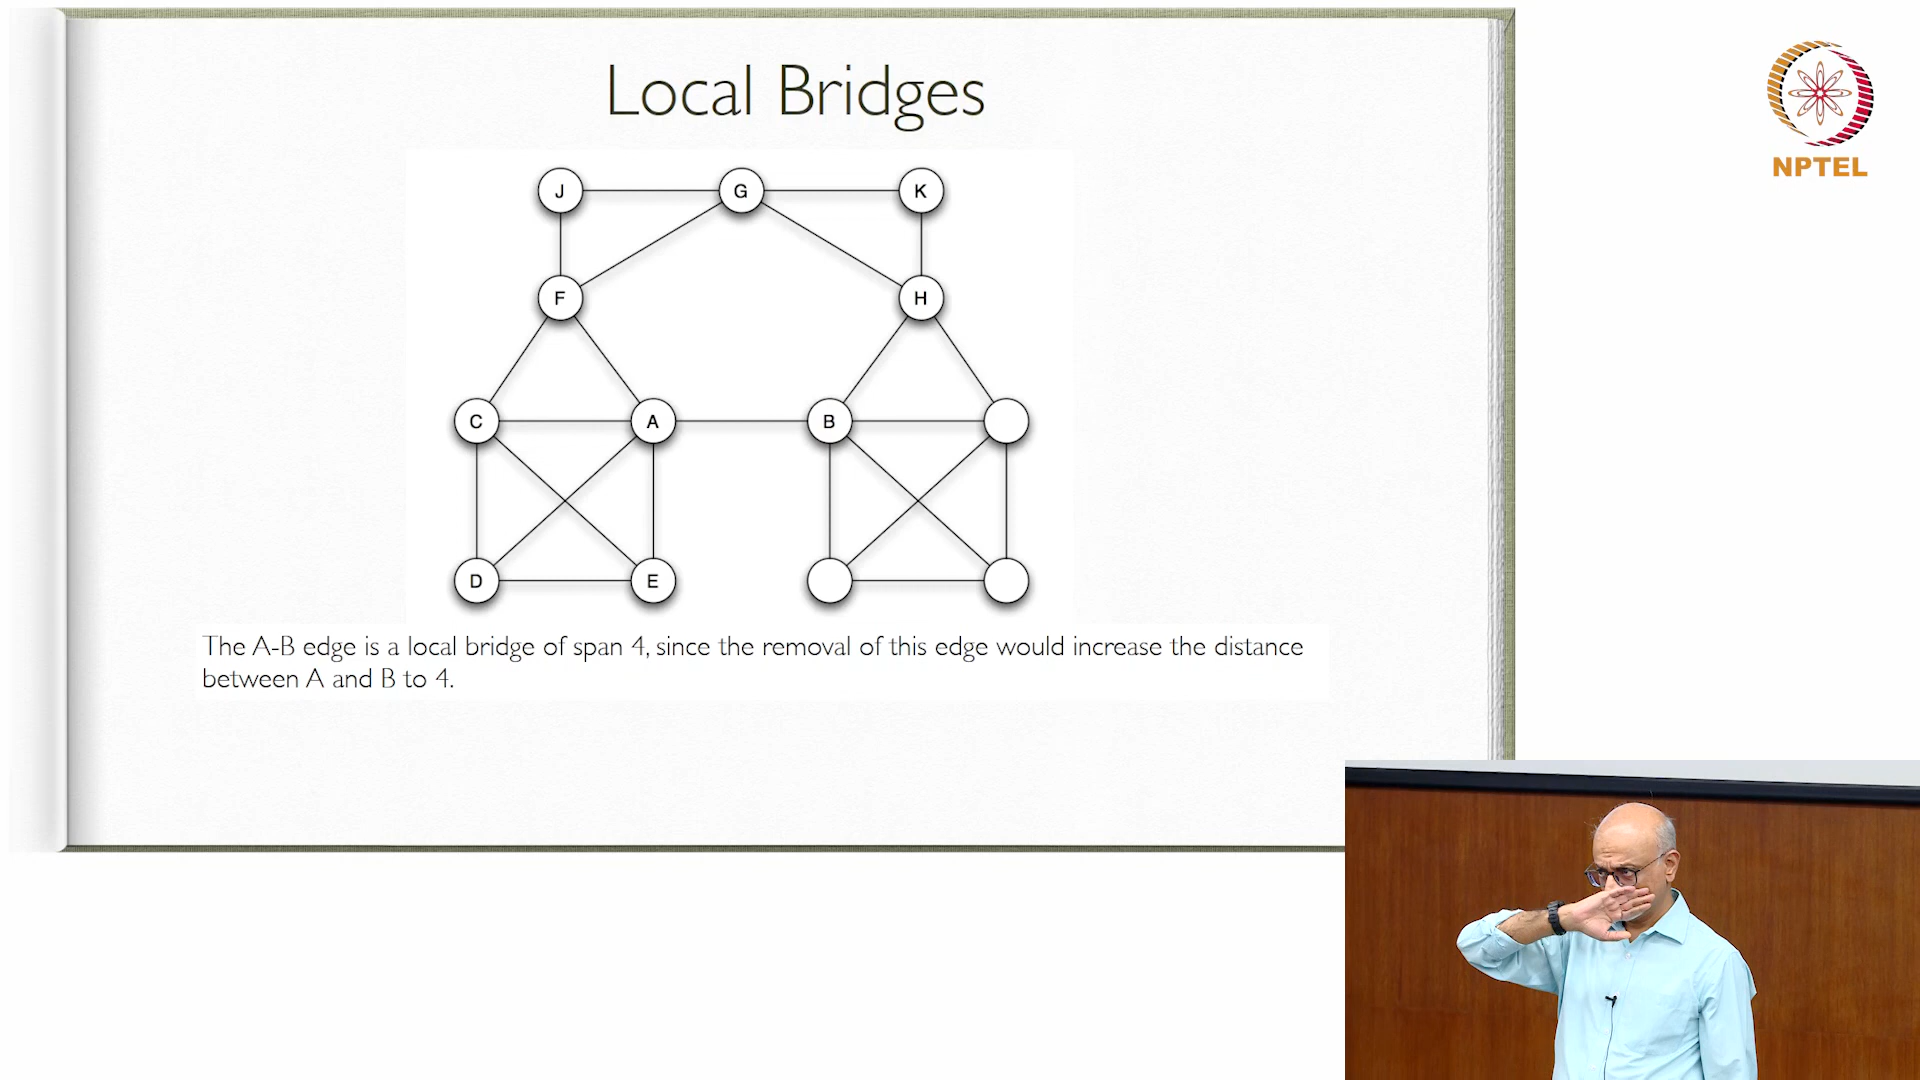 Local Bridges
NPTEL
J G K
F H
C A B
D E
The A-B edge is a local bridge of span 4, since the removal of this edge would increase the distance
between A and B to 4.